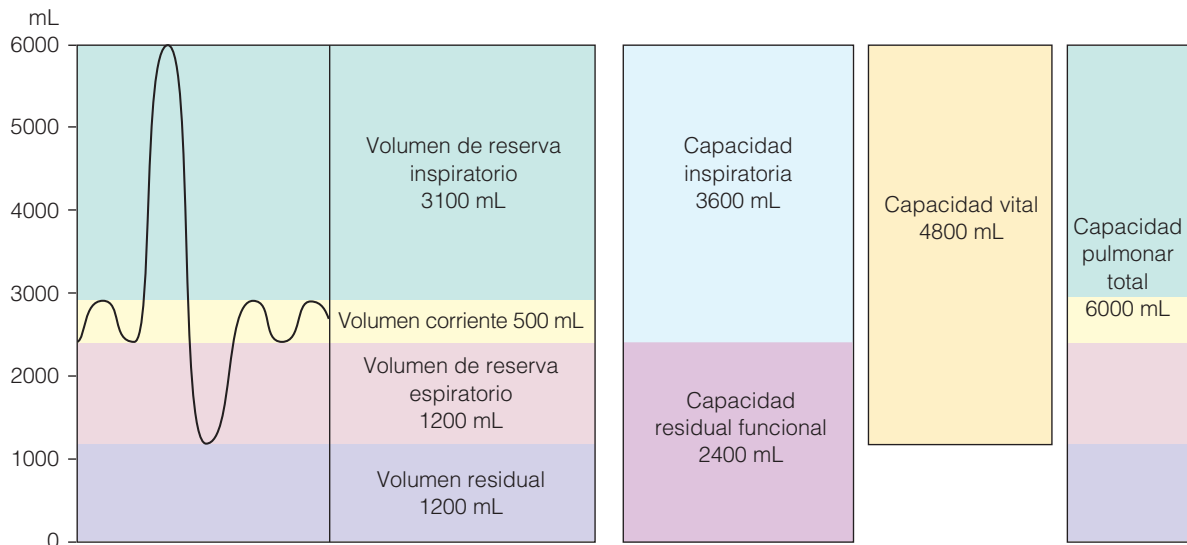 mL
6000
5000
4000
3000
2000
1000
0
Volumen de reserva
inspiratorio
3100 mL
Volumen corriente 500 mL
Volumen de reserva
espiratorio
1200 mL
Volumen residual
1200 mL
Capacidad
inspiratoria
3600 mL
Capacidad
residual funcional
2400 mL
Capacidad vital
4800 mL
Capacidad
pulmonar
total
6000 mL